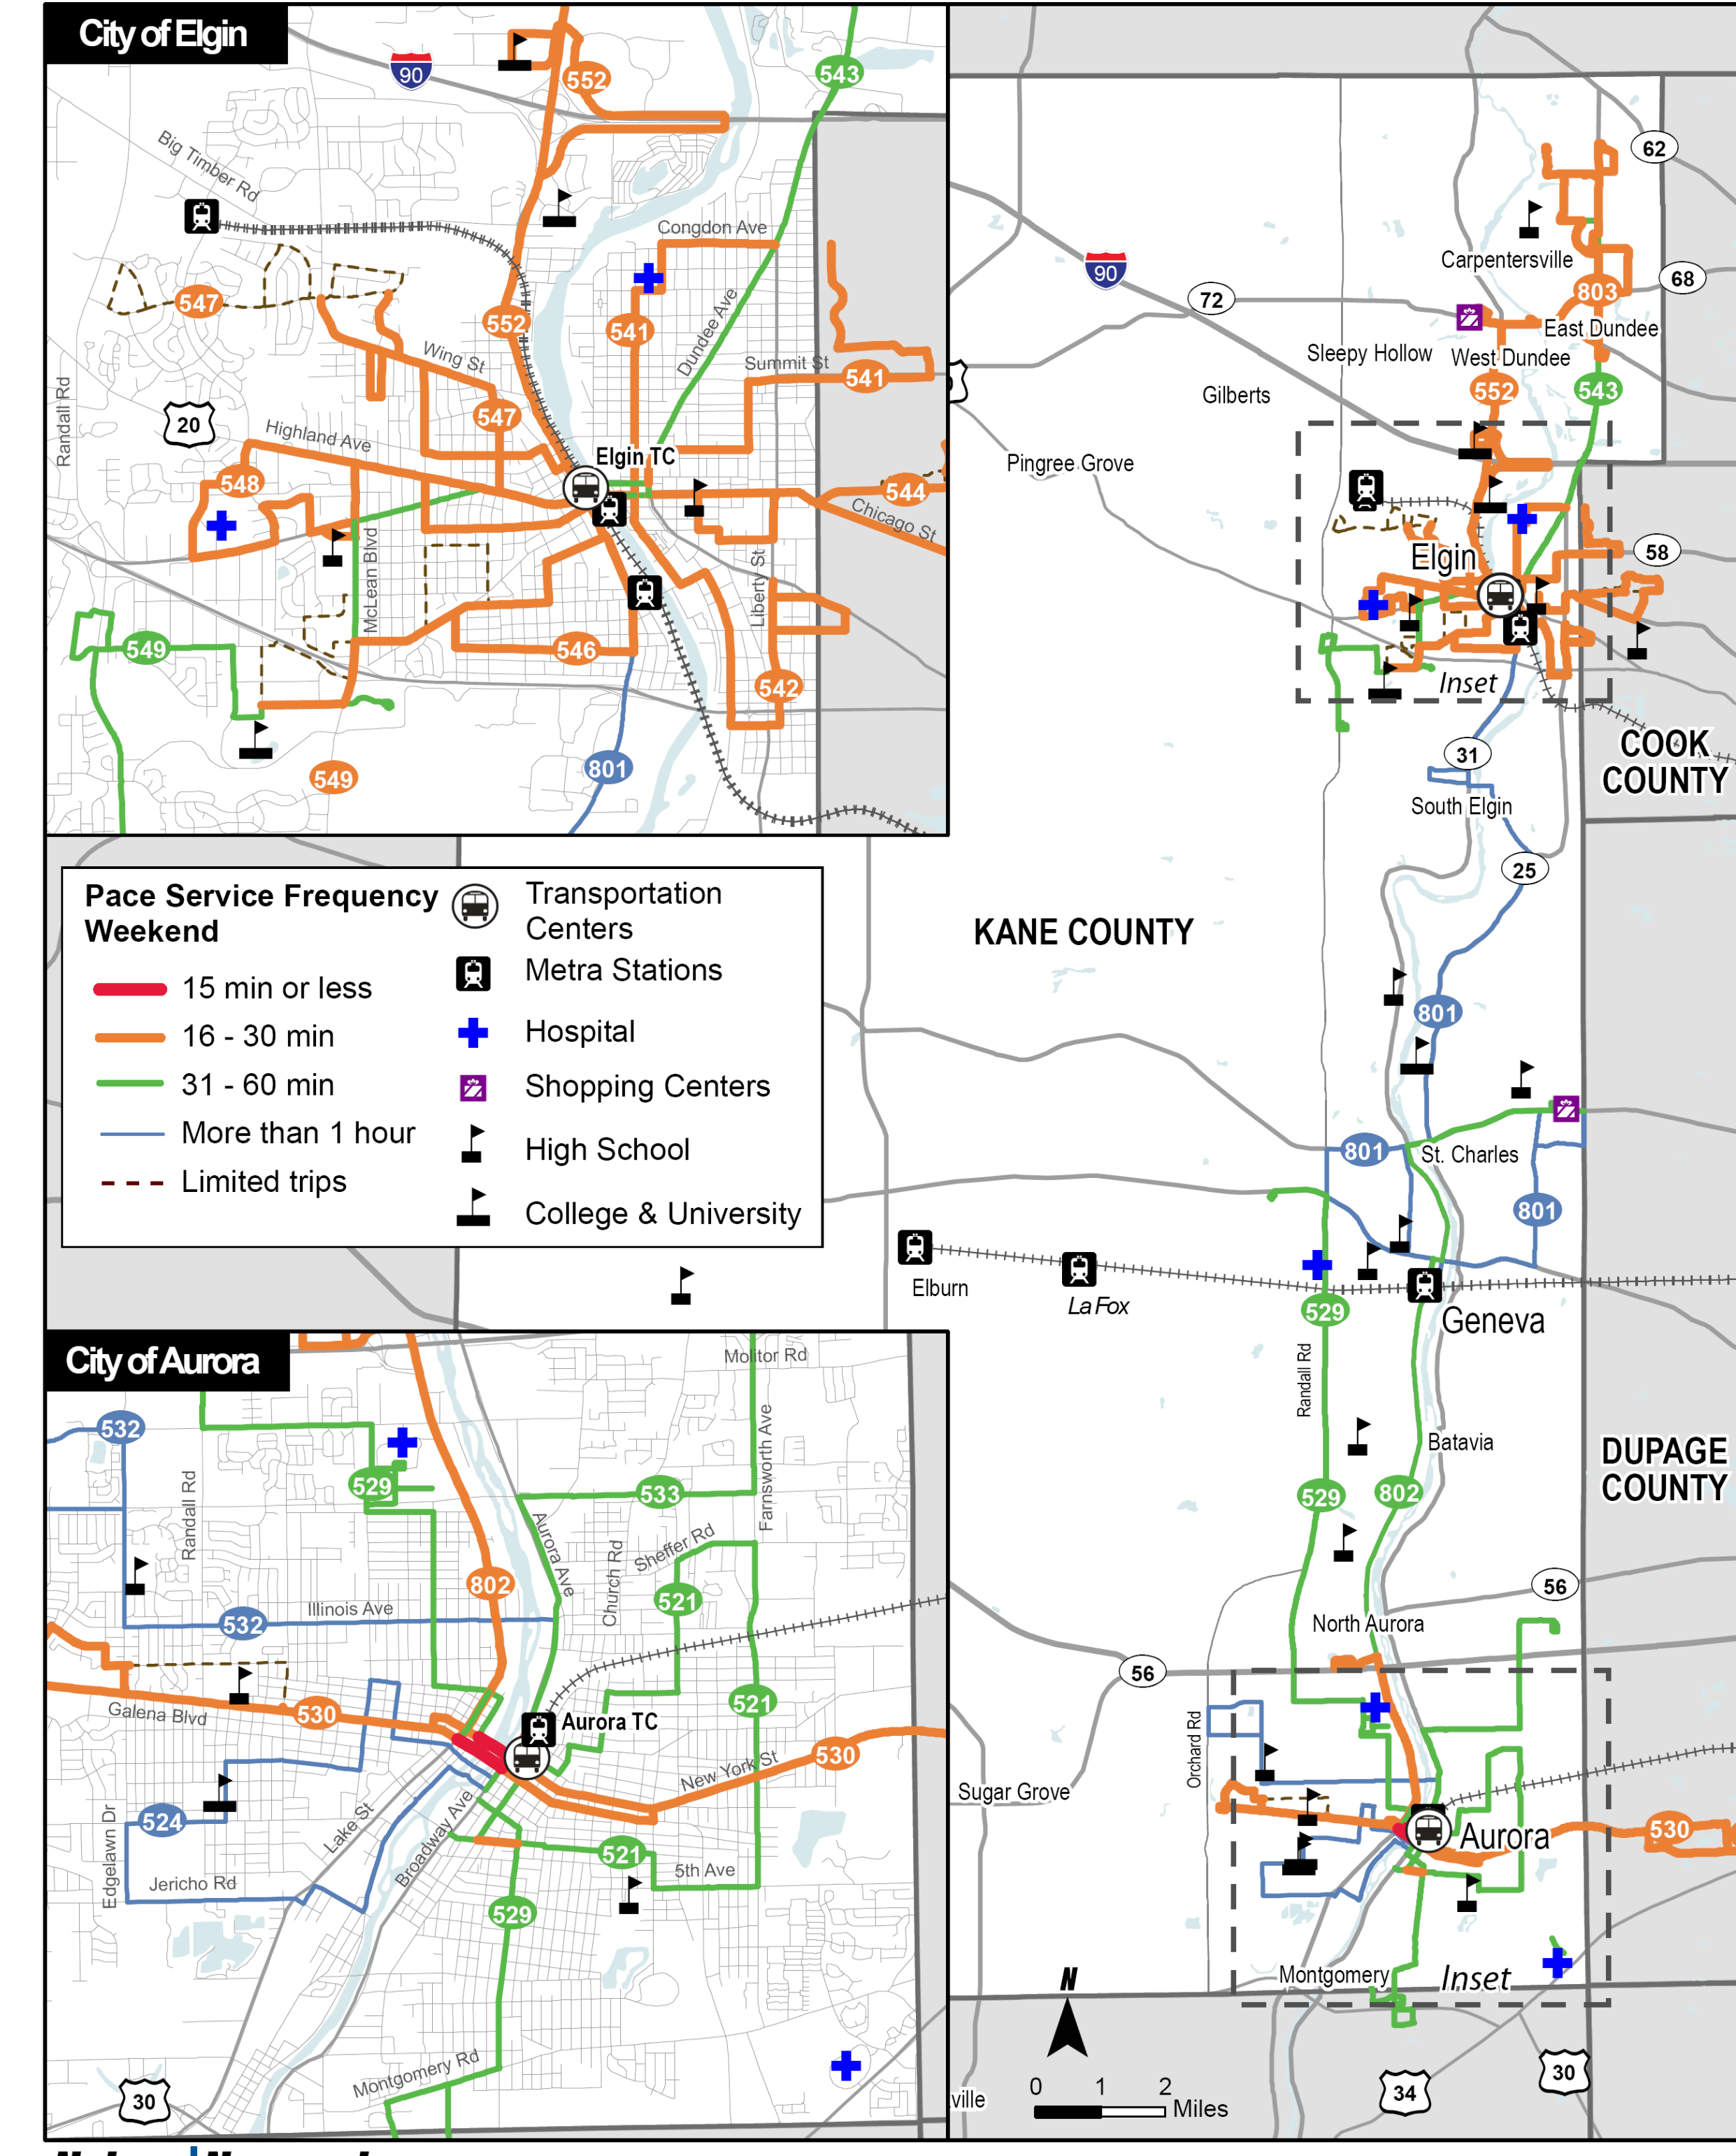 City of Elgin
90
552
543
Big Timber Rd
Congdon Ave
547
552
541
Dundee Ave
Wing St
Summit St
541
Randall Rd
20
547
Highland Ave
Elgin TC
548
544
Chicago St
McLean Blvd
Liberty St
549
546
542
801
549
Pace Service Frequency
Weekend
15 min or less
16 - 30 min
31 - 60 min
More than 1 hour
Limited trips
Transportation
Centers
Metra Stations
Hospital
Shopping Centers
High School
College & University
City of Aurora
Molitor Rd
532
Randall Rd
529
533
Farnsworth Ave
Aurora Ave
Church Rd
Sheffer Rd
802
521
Illinois Ave
532
521
Galena Blvd
530
Aurora TC
New York St
530
524
Edgelawn Dr
Lake St
Broadway Ave
521
5th Ave
Jericho Rd
529
Montgomery Rd
30
62
Carpentersville
68
90
72
803
East Dundee
Sleepy Hollow
West Dundee
Gilberts
552
543
Pingree Grove
Elgin
58
Inset
COOK
COUNTY
31
South Elgin
25
KANE COUNTY
801
801
St. Charles
801
Elburn
La Fox
529
Geneva
Randall Rd
Batavia
DUPAGE
COUNTY
529
802
56
North Aurora
56
Orchard Rd
Sugar Grove
Aurora
530
Montgomery
Inset
N
0 1 2
Miles
ville
34
30